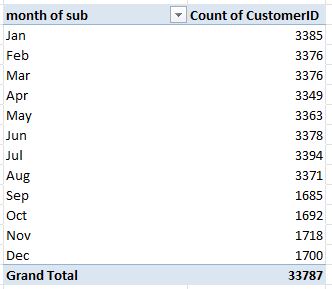 month of sub Count of CustomerID
Jan 3385
Feb 3376
Mar 3376
Apr 3349
May 3363
Jun 3378
Jul 3394
Aug 3371
Sep 1685
Oct 1692
Nov 1718
Dec 1700
Grand Total 33787